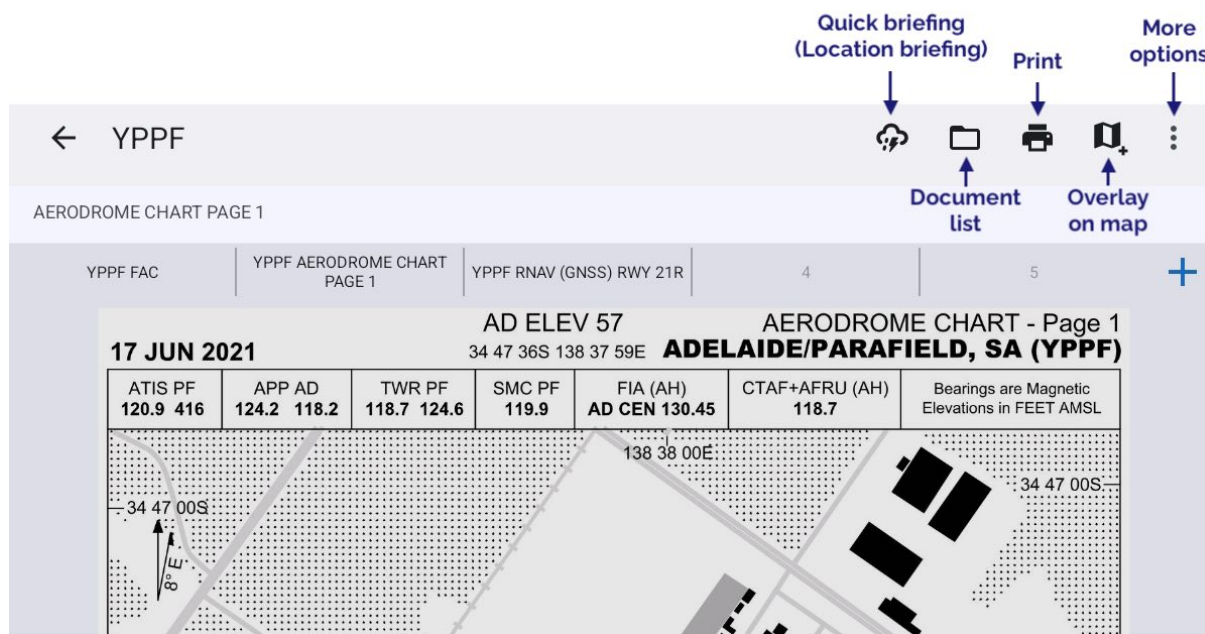 Quick briefing
(Location briefing)
Print
More
options
YPPF
Document
list
Overlay
on map
AERODROME CHART PAGE 1
YPPF FAC
YPPF AERODROME CHART
PAGE 1
YPPF RNAV (GNSS) RWY 21R
4
5
AD ELEV 57
AERODROME CHART - Page 1
17 JUN 2021
34 47 36S 138 37 59E
ADELAIDE/PARAFIELD, SA (YPPF)
ATIS PF
120.9 416
APP AD
124.2 118.2
TWR PF
118.7 124.6
SMC PF
119.9
FIA (AH)
AD CEN 130.45
CTAF+AFRU (AH)
118.7
Bearings are Magnetic
Elevations in FEET AMSL
138 38 00E
34 47 00S
34 47 00S
8° E